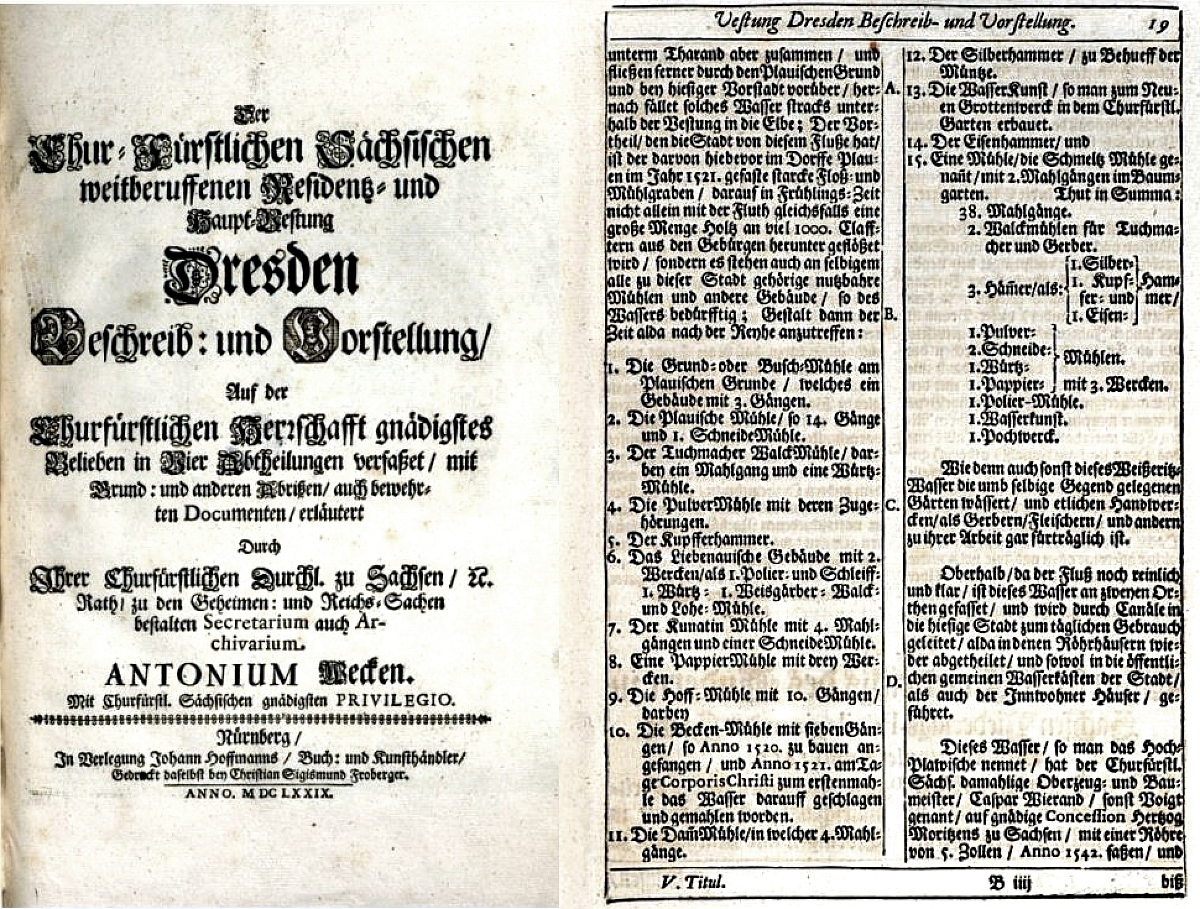 Der
Chur-Fürstlichen Sächsischen
weitberuffenen Residentz- und
Haupt-Vestung
Dresden
Beschreib: und Vorstellung/
Auf der
Churfürstlichen Herrschafft gnädigstes
Belieben in Vier Abtheilungen verfaßet/ mit
Grund: und anderen Abrißen/ auch bewehr-
ten Documenten/ erläutert
Durch
Ihrer Churfürstlichen Durchl. zu Sachsen/ ꝛc.
Rath/ zu den Geheimen: und Reichs-Sachen
bestalten Secretarium auch Ar-
chivarium.
ANTONIUM Wecken.
Mit Churfürstl. Sächsischen gnädigsten PRIVILEGIO.
Nürnberg/
In Verlegung Johann Hoffmanns/ Buch: und Kunsthändler/
Gedruckt daselbst bey Christian Sigismund Froberger.
ANNO. M DC LXXIX.
Vestung Dresden Beschreib- und Vorstellung. 19
unterm Tharand aber zusammen/ und
fließen ferner durch den Plauischen Grund
und bey hiesiger Vorstadt vorüber/ her-
nach fället solches Wasser stracks unter-
halb der Vestung in die Elbe; Der Vor-
theil/ den die Stadt von diesem Fluße hat/
ist der darvon hiebevor im Dorffe Plau-
en im Jahr 1521. gefaste starcke Floß- und
Mühlgraben/ darauf in Frühlings-Zeit
nicht allein mit der Fluth gleichsfalls eine
große Menge Holtz an viel 1000. Claff-
tern aus den Gebürgen herunter geflößet
wird/ sondern es stehen auch an selbigem
alle zu dieser Stadt gehörige nutzbahre
Mühlen und andere Gebäude/ so des
Wassers bedürfftig; Gestalt dann der
Zeit alda nach der Reyhe anzutreffen:
1. Die Grund- oder Busch-Mühle am
Plauischen Grunde/ welches ein
Gebäude mit 3. Gängen.
2. Die Plauische Mühle/ so 14. Gänge
und 1. SchneideMühle.
3. Der Tuchmacher WalckMühle/ dar-
bey ein Mahlgang und eine Würtz-
Mühle.
4. Die PulverMühle mit deren Zuge-
hörungen.
5. Der Kupfferhammer.
6. Das Liebenauische Gebäude mit 2.
Wercken/ als 1. Polier- und Schleiff-
1. Würtz- 1. Weisgärber- Walck-
und Lohe-Mühle.
7. Der Kunatin Mühle mit 4. Mahl-
gängen und einer SchneideMühle.
8. Eine PappierMühle mit drey Wer-
cken.
9. Die Hoff-Mühle mit 10. Gängen/
darbey
10. Die Becken-Mühle mit sieben Gän-
gen/ so Anno 1520. zu bauen an-
gefangen/ und Anno 1521. am Ta-
ge Corporis Christi zum erstenmah-
le das Wasser darauff geschlagen
und gemahlen worden.
11. Die Dam̃Mühle/ in welcher 4. Mahl-
gänge.
A.
B.
C.
D.
12. Der Silberhammer/ zu Behueff der
Müntze.
13. Die WasserKunst/ so man zum Neu-
en Grottenwerck in dem Churfürstl.
Garten erbauet.
14. Der Eisenhammer/ und
15. Eine Mühle/ die Schmeltz Mühle ge-
nañt/ mit 2. Mahlgängen im Baum-
garten. Thut in Summa:
38. Mahlgänge.
2. Walckmühlen für Tuchma-
cher und Gerber.
3. Häm̃er/ als: 1. Silber- 1. Kupf-fer- und 1. Eisen- Ham-mer/
1. Pulver-
2. Schneide-
1. Würtz- Mühlen.
1. Pappier- mit 3. Wercken.
1. Polier-Mühle.
1. Wasserkunst.
1. Pochwerck.
Wie denn auch sonst dieses Weißeritz-
Wasser die umb selbige Gegend gelegenen
Gärten wässert/ und etlichen Handwer-
cken/ als Gerbern/ Fleischern/ und andern
zu ihrer Arbeit gar fürträglich ist.
Oberhalb/ da der Fluß noch reinlich
und klar/ ist dieses Wasser an zweyen Or-
then gefasset/ und wird durch Canäle in
die hiesige Stadt zum täglichen Gebrauch
geleitet/ alda in denen Röhrhäusern wie-
der abgetheilet/ und sowol in die öffentli-
chen gemeinen Wasserkästen der Stadt/
als auch der Innwohner Häuser/ ge-
führet.
Dieses Wasser/ so man das Hoch-
Platwische nennet/ hat der Churfürstl.
Sächs. damahlige Oberzeug- und Bau-
meister/ Caspar Wierand/ sonst Voigt
genant/ auf gnädige Concession Hertzog
Moritzens zu Sachsen/ mit einer Röhre
von 5. Zollen/ Anno 1542. faßen/ und
V. Titul. B iiij biß